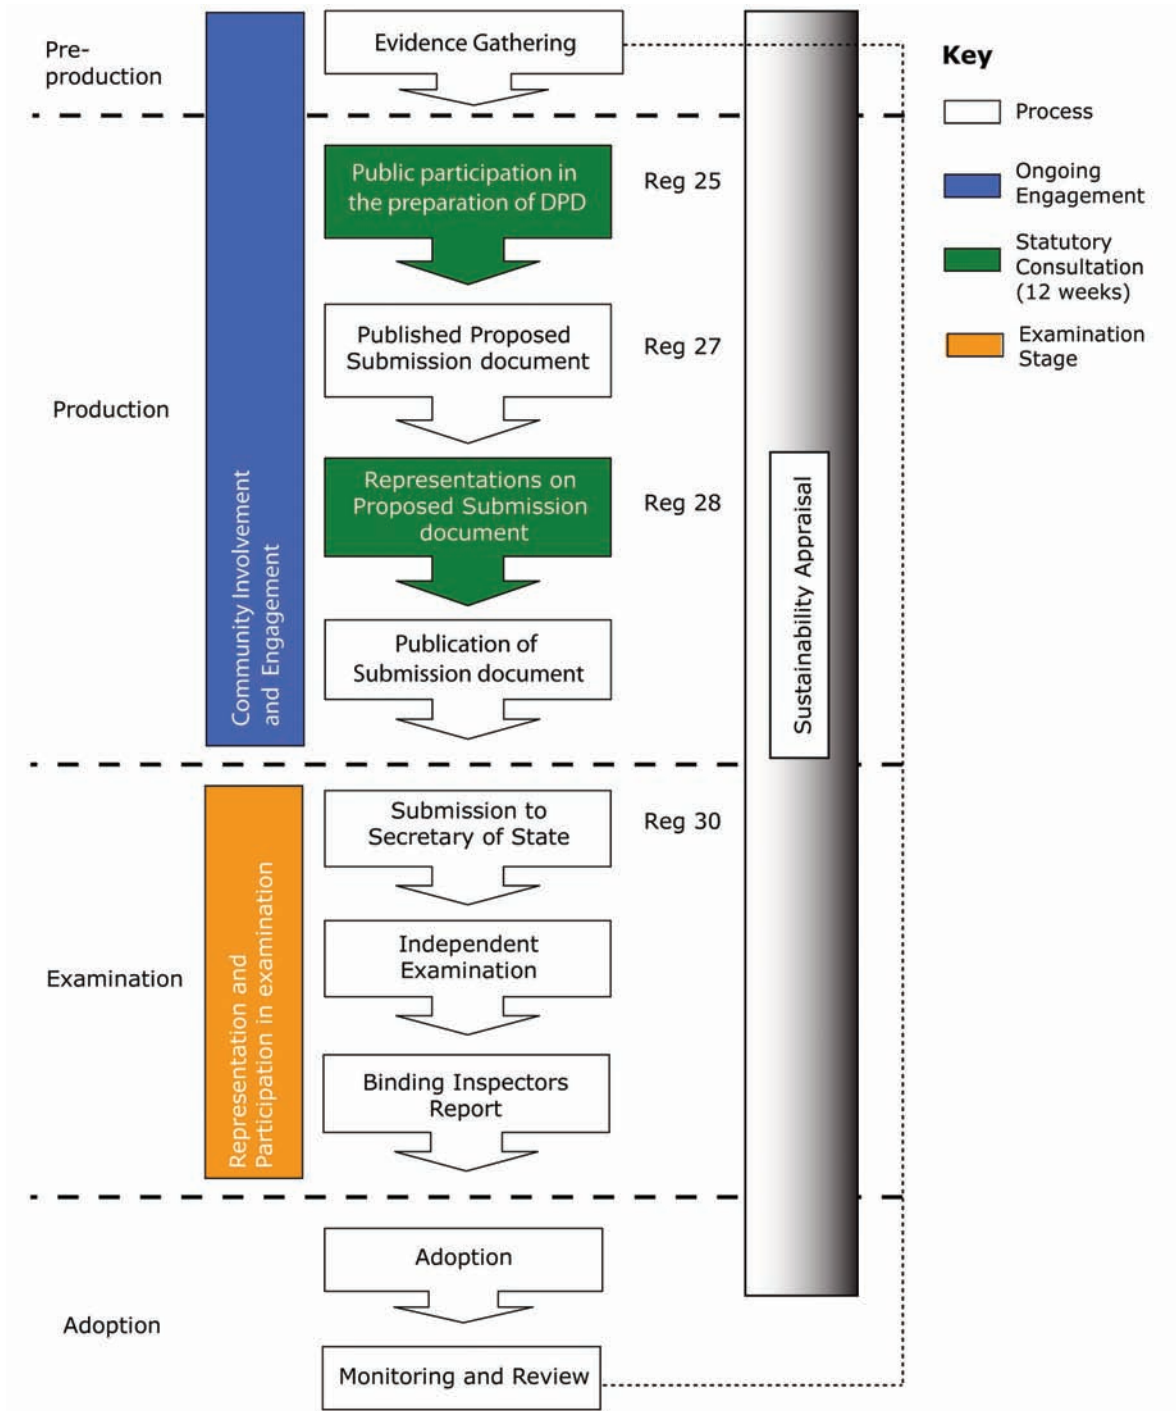 Pre-
production
Evidence Gathering
Key
Process
Ongoing
Engagement
Statutory
Consultation
(12 weeks)
Examination
Stage
Public participation in
the preparation of DPD
Reg 25
Published Proposed
Submission document
Reg 27
Production
Representations on
Proposed Submission
document
Reg 28
Community Involvement
and Engagement
Publication of
Submission document
Sustainability Appraisal
Submission to
Secretary of State
Reg 30
Independent
Examination
Examination
Representation and
Participation in examination
Binding Inspectors
Report
Adoption
Adoption
Monitoring and Review